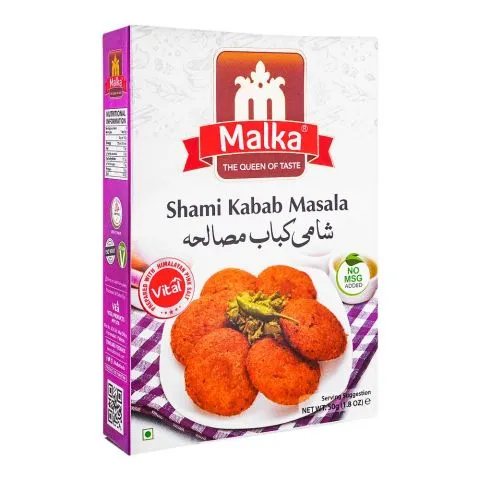 Malka®
THE QUEEN OF TASTE
Shami Kabab Masala
شامی کباب مصالحہ
PREPARED WITH HIMALAYAN PINK SALT
Vital
NO
MSG
ADDED
Serving Suggestion
NET WT. 50g (1.8 OZ) e
NUTRITIONAL
INFORMATION